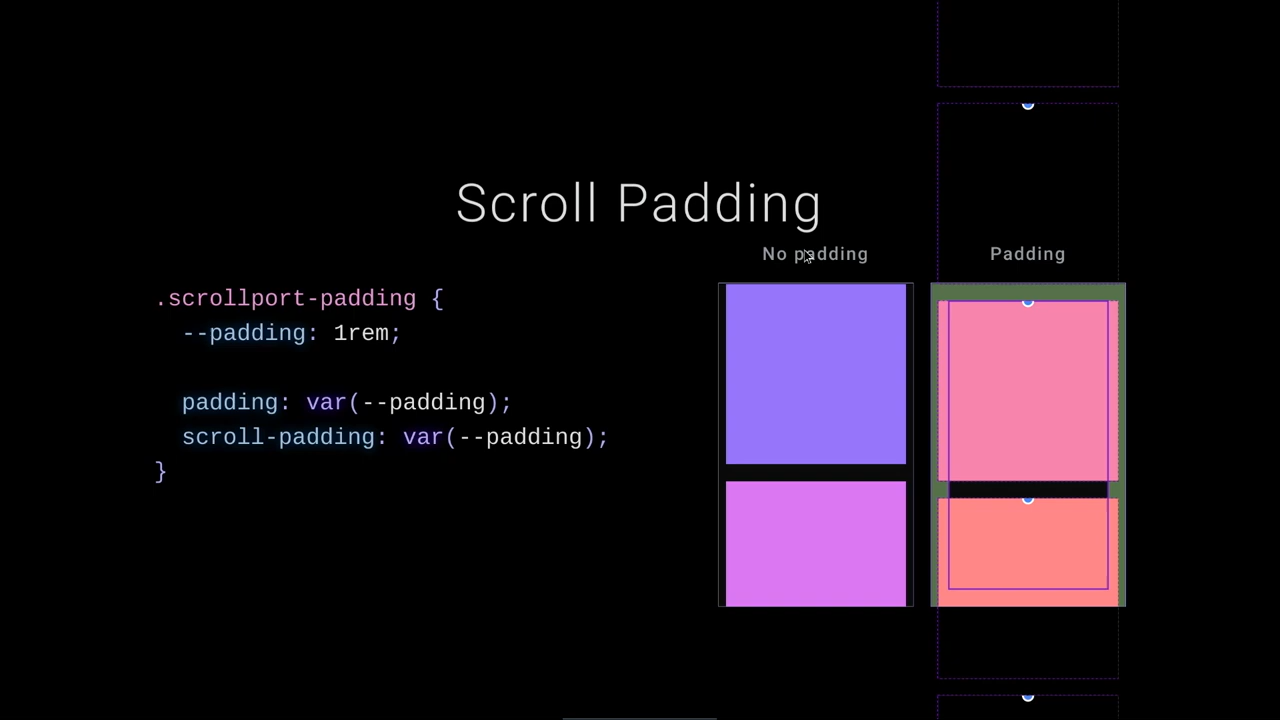 Scroll Padding
No padding
Padding
.scrollport-padding {
--padding: 1rem;
padding: var(--padding);
scroll-padding: var(--padding);
}